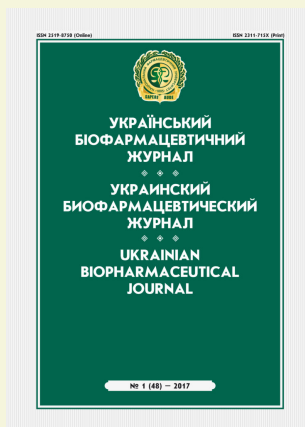 ISSN 2519-8750 (Online) ISSN 2311-715X (Print)
УКРАЇНСЬКИЙ
БІОФАРМАЦЕВТИЧНИЙ
ЖУРНАЛ
УКРАИНСКИЙ
БИОФАРМАЦЕВТИЧЕСКИЙ
ЖУРНАЛ
UKRAINIAN
BIOPHARMACEUTICAL
JOURNAL
№ 1 (48) – 2017